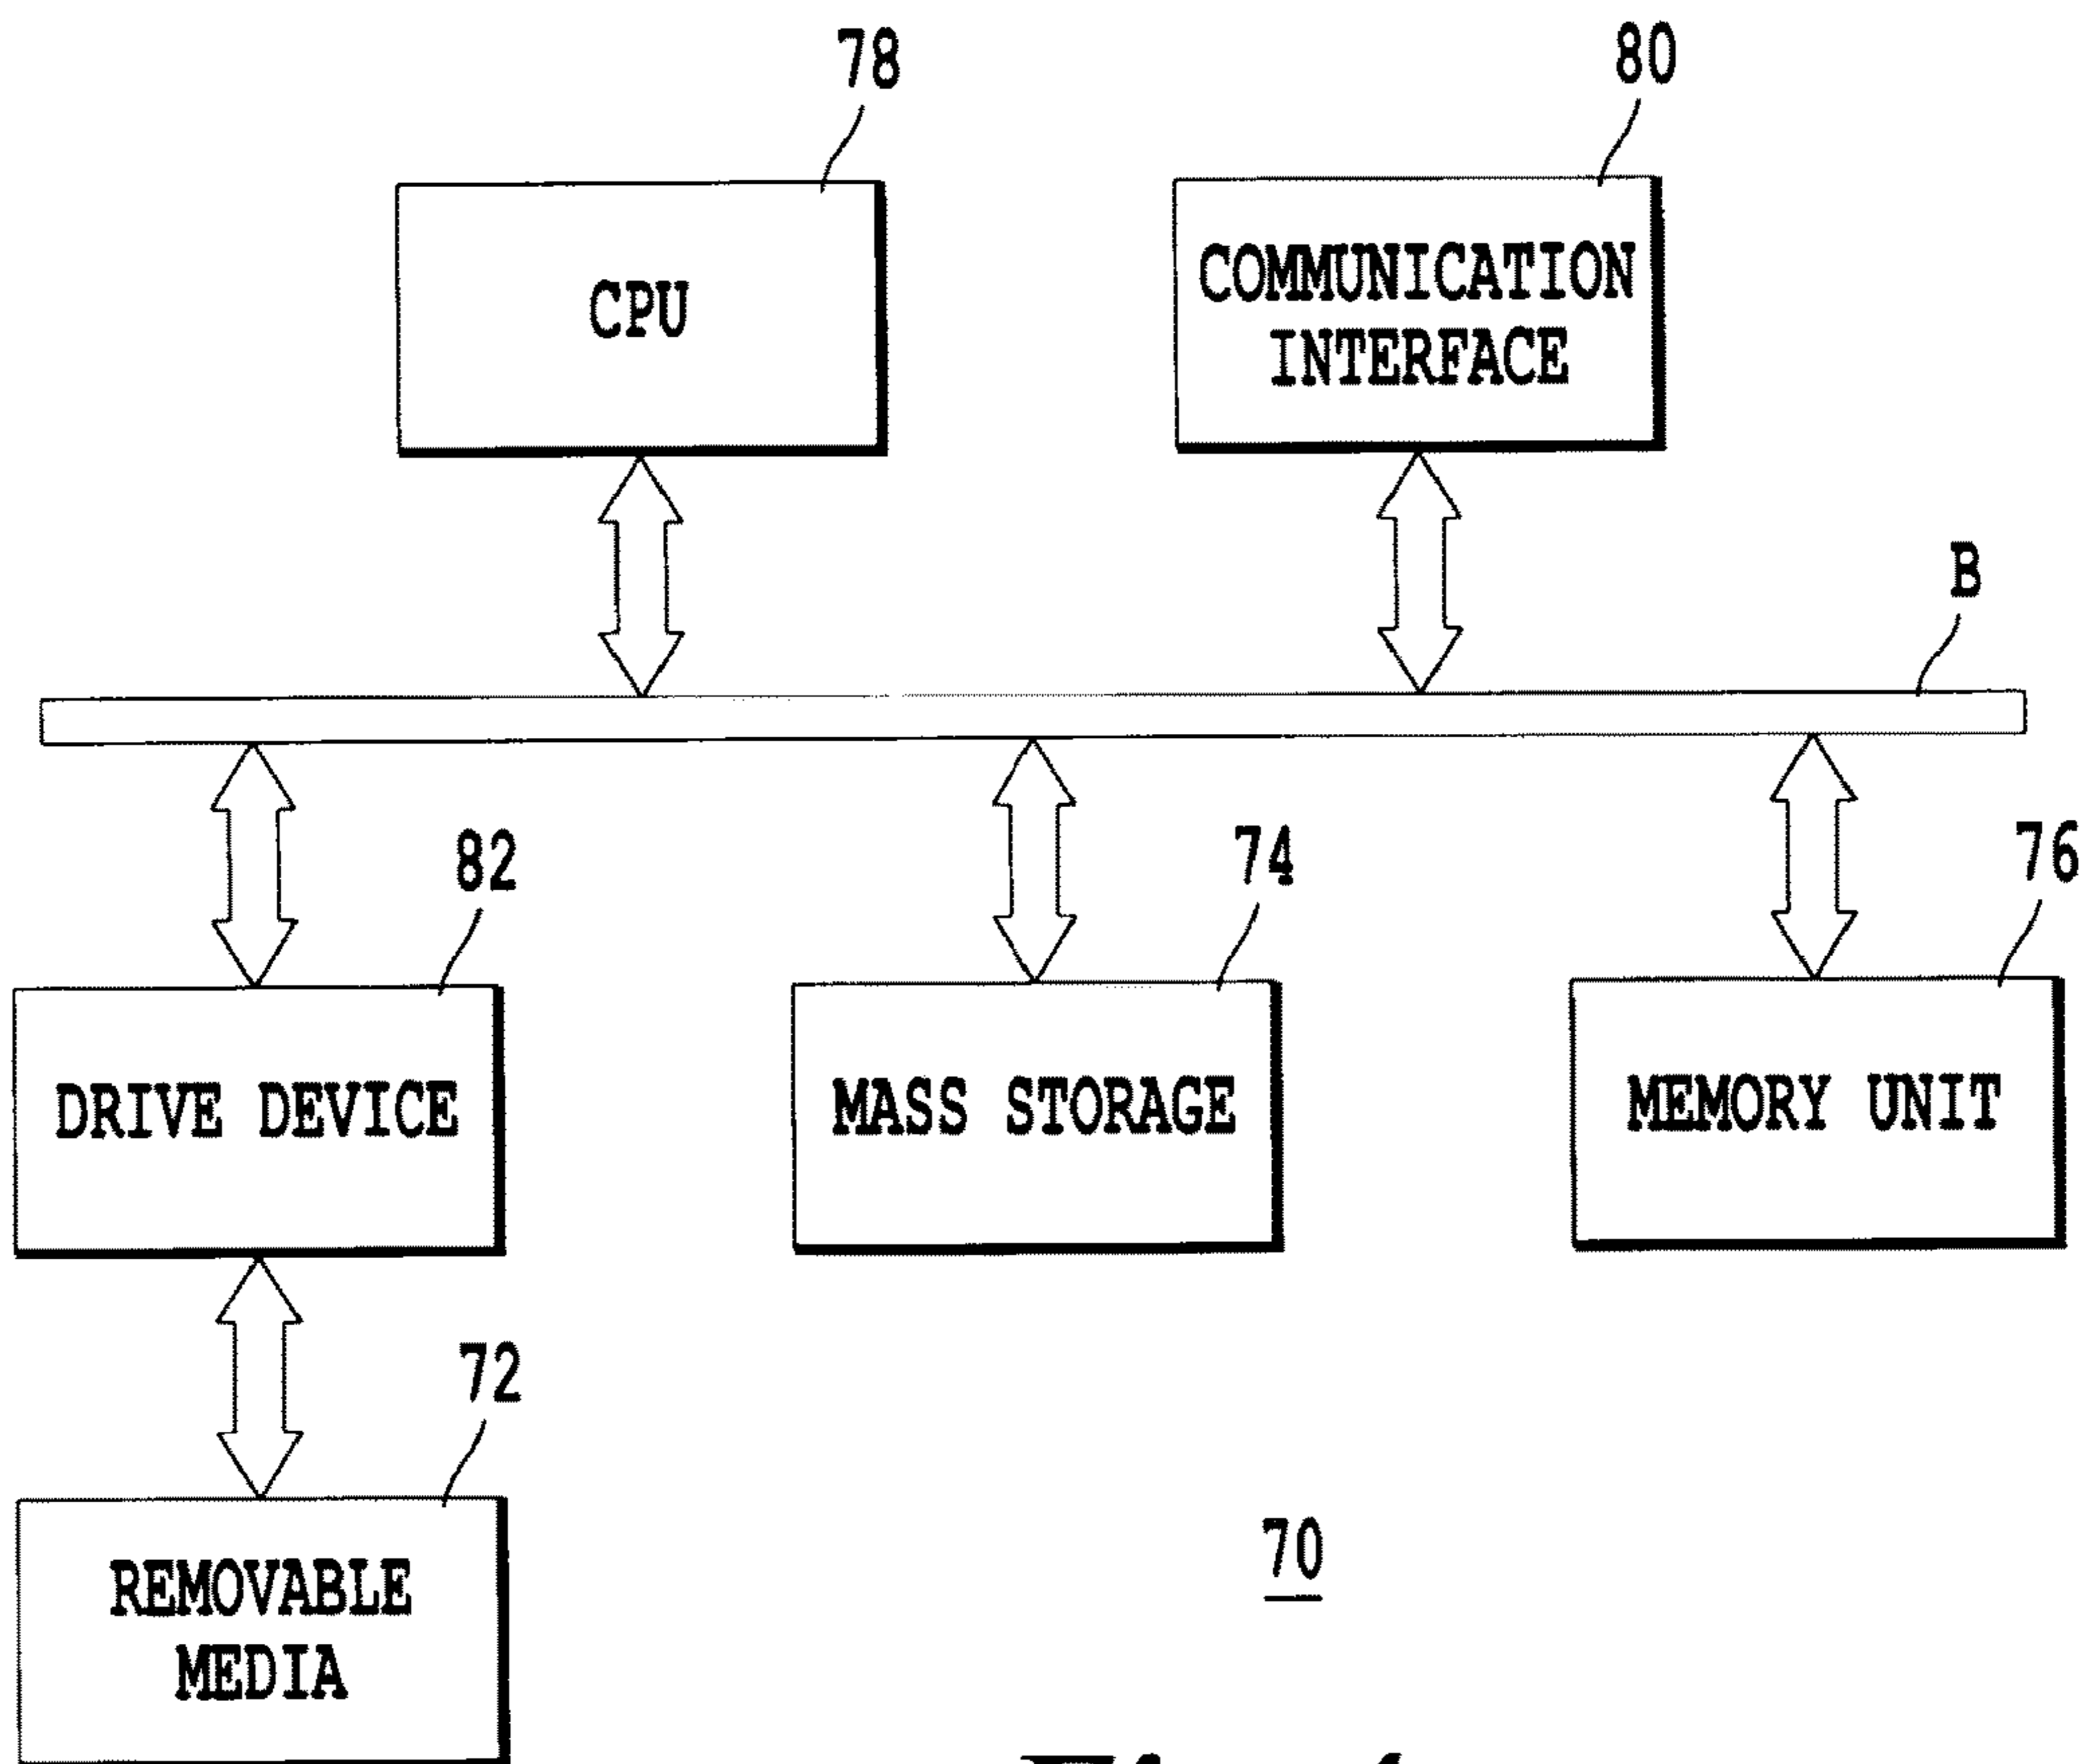 78
80
CPU
COMMUNICATION
INTERFACE
B
82
74
76
DRIVE DEVICE
MASS STORAGE
MEMORY UNIT
72
REMOVABLE
MEDIA
70